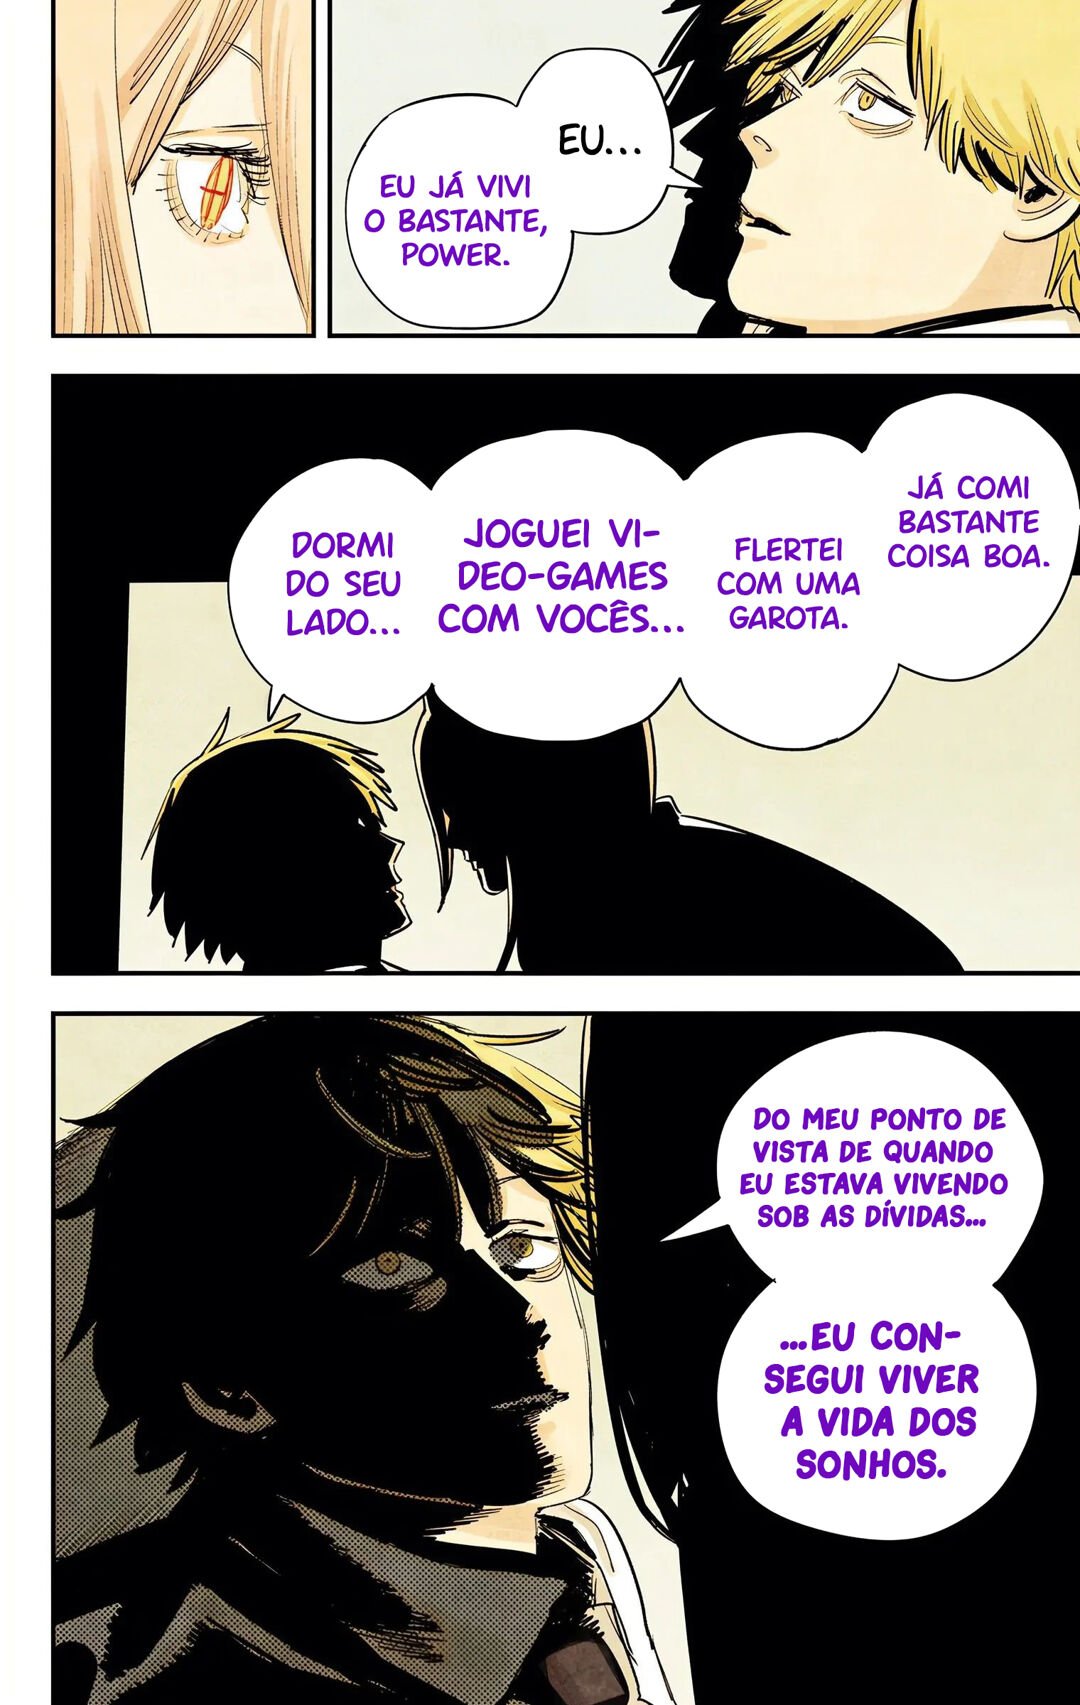 EU...
EU JÁ VIVI
O BASTANTE,
POWER.
JÁ COMI
BASTANTE
COISA BOA.
FLERTEI
COM UMA
GAROTA.
JOGUEI VI-
DEO-GAMES
COM VOCÊS...
DORMI
DO SEU
LADO...
DO MEU PONTO DE
VISTA DE QUANDO
EU ESTAVA VIVENDO
SOB AS DÍVIDAS...
...EU CON-
SEGUI VIVER
A VIDA DOS
SONHOS.